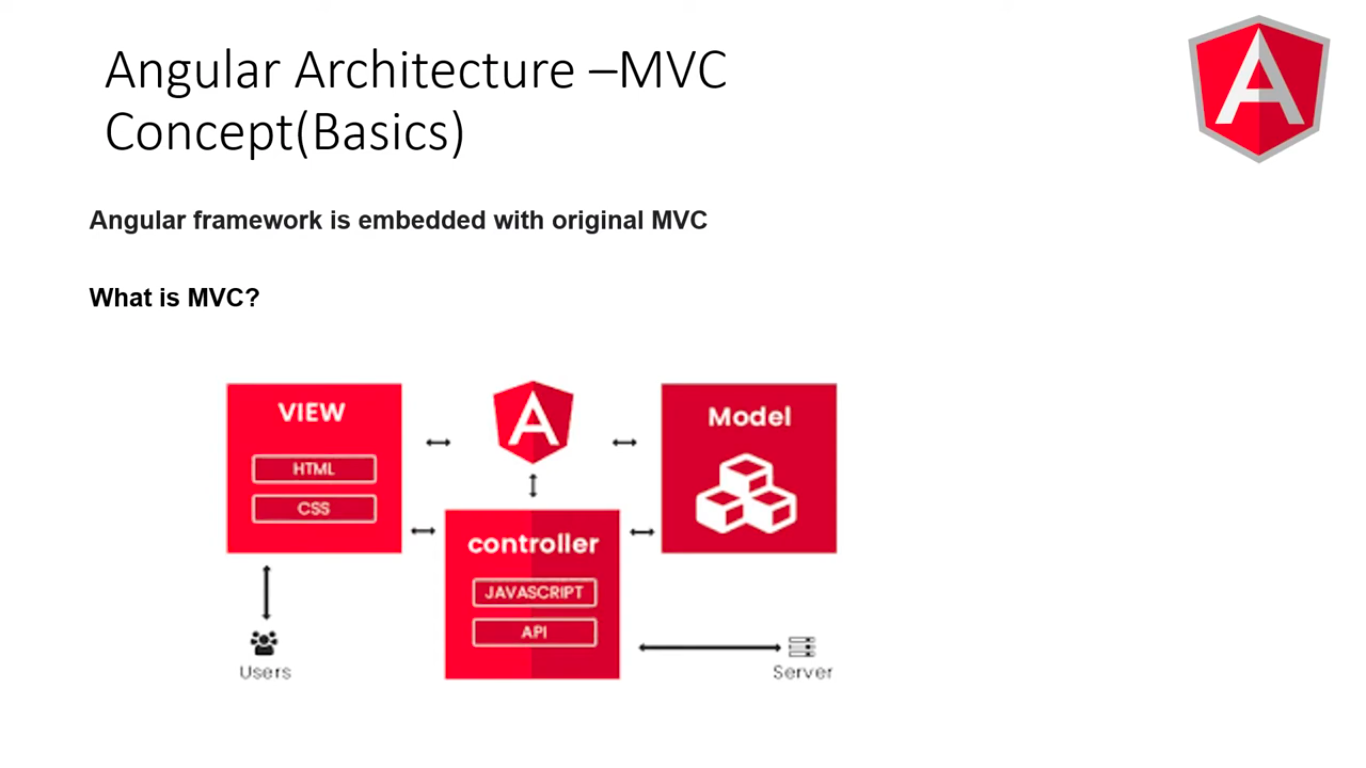 Angular Architecture –MVC
Concept(Basics)
Angular framework is embedded with original MVC
What is MVC?
VIEW
HTML
CSS
Model
controller
JAVASCRIPT
API
Users
Server